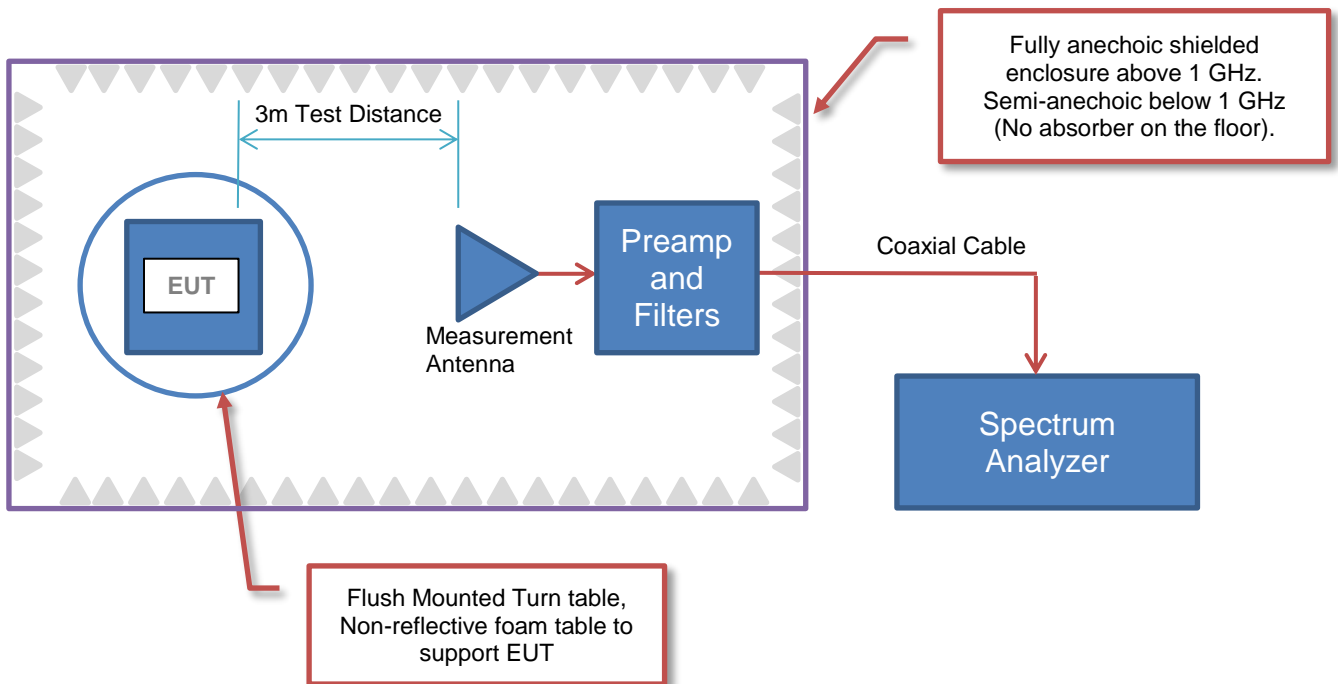 Fully anechoic shielded
enclosure above 1 GHz.
Semi-anechoic below 1 GHz
(No absorber on the floor).
3m Test Distance
EUT
Measurement
Antenna
Preamp
and
Filters
Coaxial Cable
Spectrum
Analyzer
Flush Mounted Turn table,
Non-reflective foam table to
support EUT